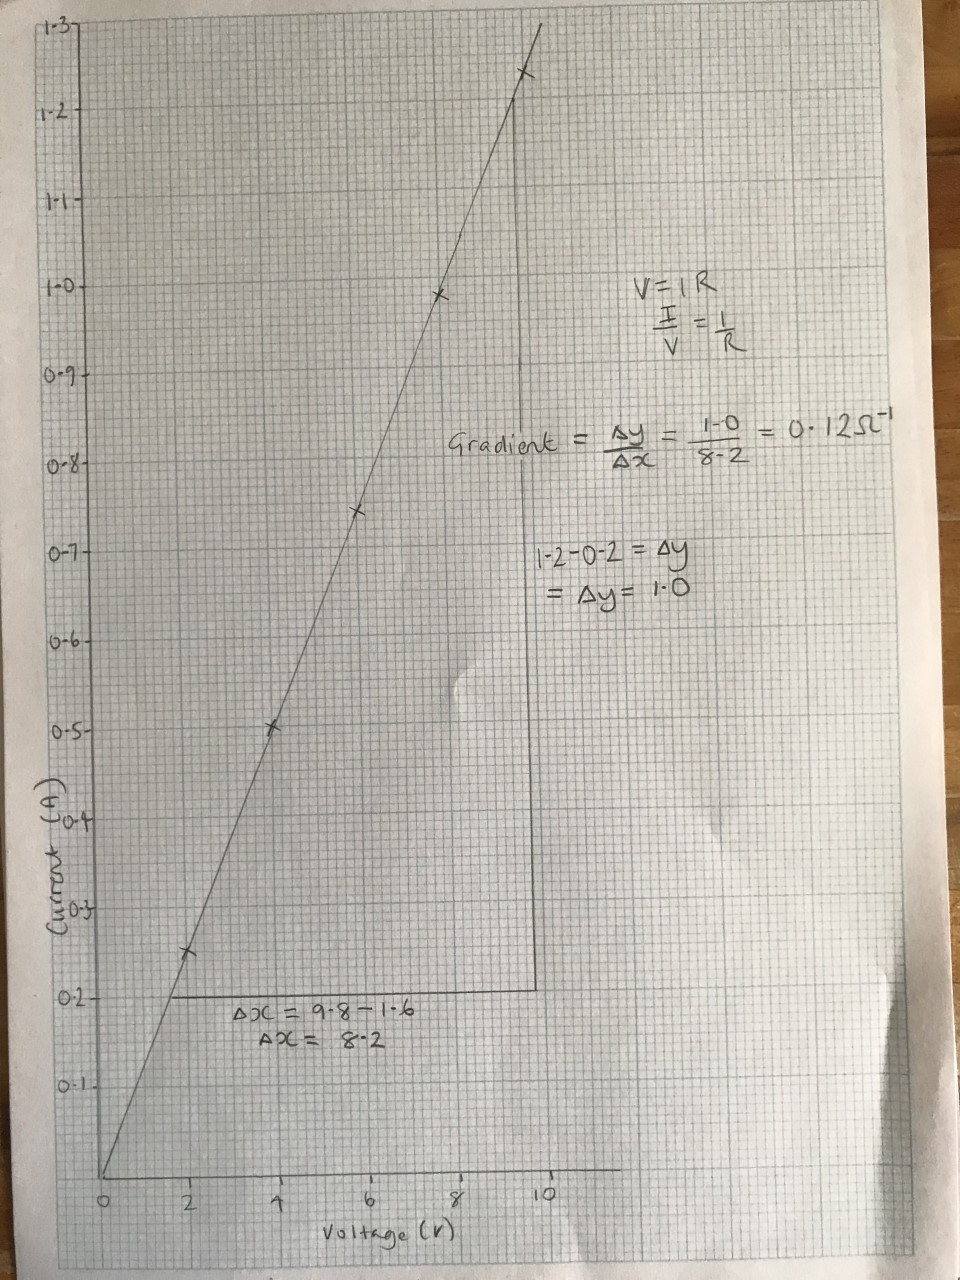 1.3
1.2
1.1
1.0
0.9
0.8
0.7
0.6
0.5
0.4
0.3
0.2
0.1
Current (A)
V = IR
I/V = 1/R
Gradient = Δy/Δx = 1.0/8.2 = 0.12Ω⁻¹
1.2-0.2 = Δy
= Δy = 1.0
Δx = 9.8 - 1.6
Δx = 8.2
0 2 4 6 8 10
Voltage (V)